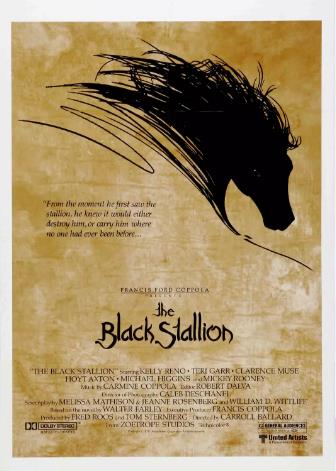 "From the moment he first saw the
stallion, he knew it would either
destroy him, or carry him where
no one had ever been before...
FRANCIS FORD COPPOLA
PRESENTS
the
Black Stallion
"THE BLACK STALLION" Starring KELLY RENO • TERI GARR • CLARENCE MUSE
HOYT AXTON • MICHAEL HIGGINS and MICKEY ROONEY
Music by CARMINE COPPOLA Editor ROBERT DALVA
Director of Photography CALEB DESCHANEL
Screenplay by MELISSA MATHISON & JEANNE ROSENBERG and WILLIAM D. WITTLIFF
Based on the novel by WALTER FARLEY Executive Producer FRANCIS COPPOLA
Produced by FRED ROOS and TOM STERNBERG Directed by CARROLL BALLARD
From ZOETROPE STUDIOS Technicolor®
DOLBY STEREO
G GENERAL AUDIENCES
United Artists